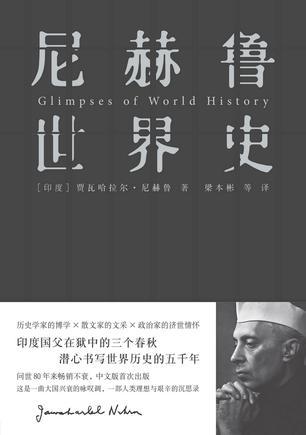 尼赫鲁
Glimpses of World History
世界史
［印度］贾瓦哈拉尔·尼赫鲁 著 梁本彬 等 译
历史学家的博学 × 散文家的文采 × 政治家的济世情怀
印度国父在狱中的三个春秋
潜心书写世界历史的五千年
问世80年来畅销不衰，中文版首次出版
这是一曲大国兴衰的咏叹调，一部人类理想与艰辛的沉思录
Jawaharlal Nehru